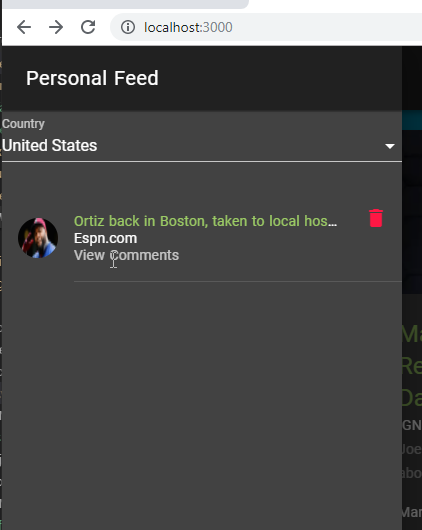 localhost:3000
Personal Feed
Country
United States
Ortiz back in Boston, taken to local hos...
Espn.com
View Comments
Ma
Re
Da
GN
Joe
abo
Mar